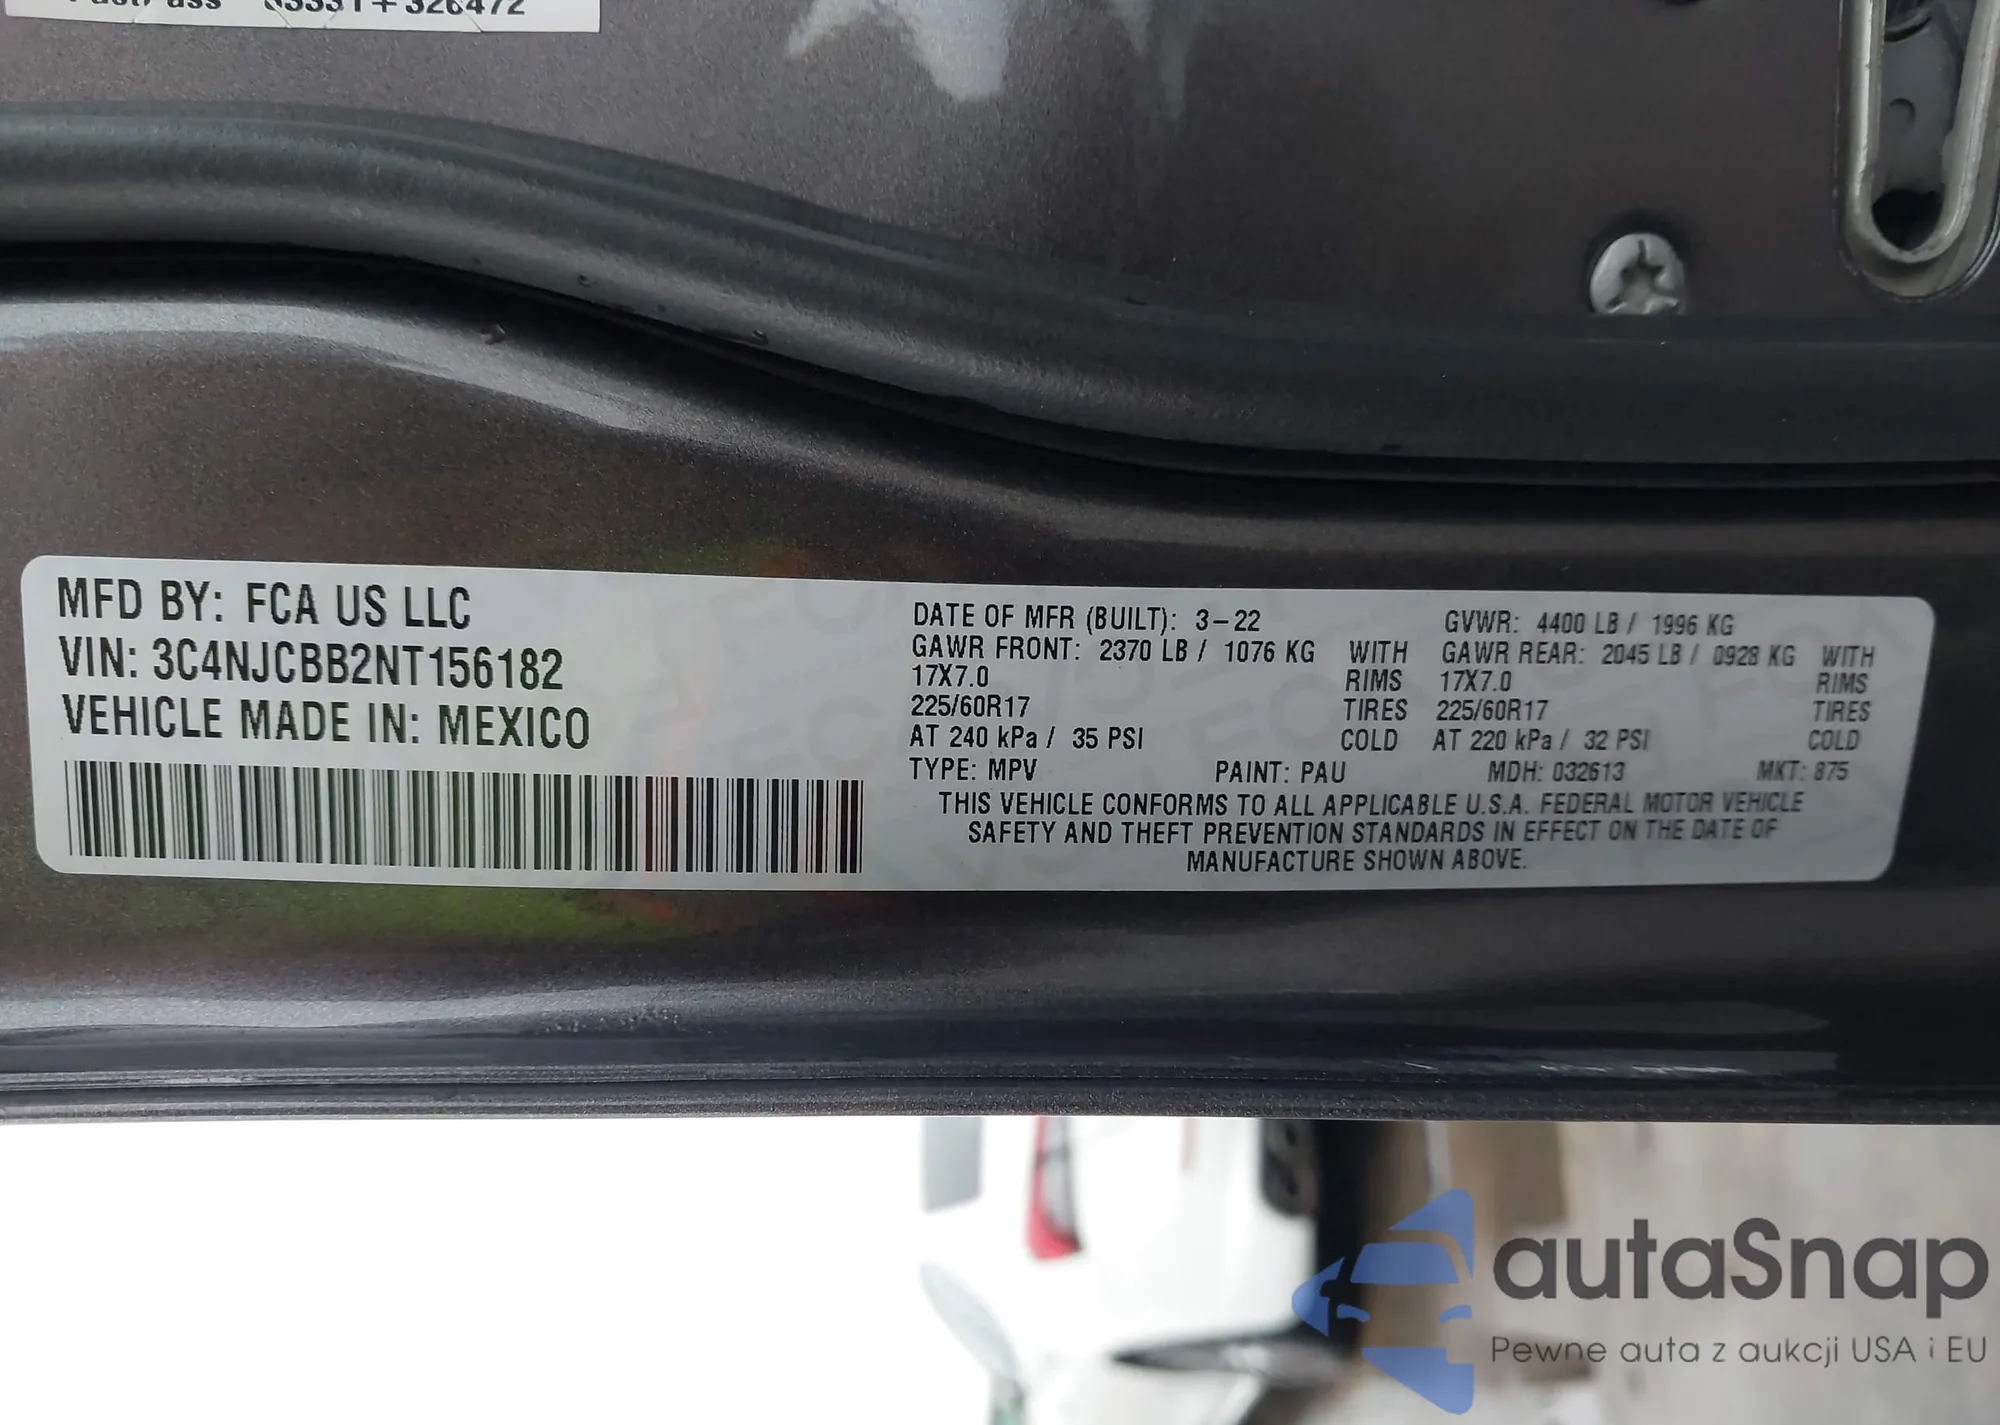 MFD BY: FCA US LLC
VIN: 3C4NJCBB2NT156182
VEHICLE MADE IN: MEXICO
DATE OF MFR (BUILT): 3-22 GVWR: 4400 LB / 1996 KG
GAWR FRONT: 2370 LB / 1076 KG WITH GAWR REAR: 2045 LB / 0928 KG WITH
17X7.0 RIMS 17X7.0 RIMS
225/60R17 TIRES 225/60R17 TIRES
AT 240 kPa / 35 PSI COLD AT 220 kPa / 32 PSI COLD
TYPE: MPV PAINT: PAU MDH: 032613 MKT: 875
THIS VEHICLE CONFORMS TO ALL APPLICABLE U.S.A. FEDERAL MOTOR VEHICLE
SAFETY AND THEFT PREVENTION STANDARDS IN EFFECT ON THE DATE OF
MANUFACTURE SHOWN ABOVE.
autaSnap
Pewne auta z aukcji USA i EU